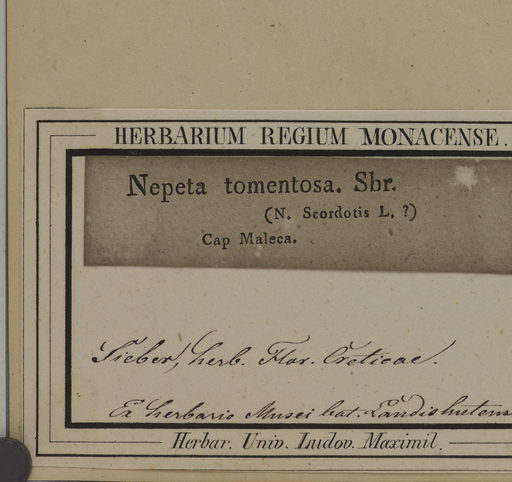 HERBARIUM REGIUM MONACENSE.
Nepeta tomentosa. Sbr.
(N. Scordotis L. ?)
Cap Maleca.
Sieber, herb. Flor. Creticae.
Ex herbario Musei bot. Landishutens
Herbar. Univ. Ludov. Maximil.